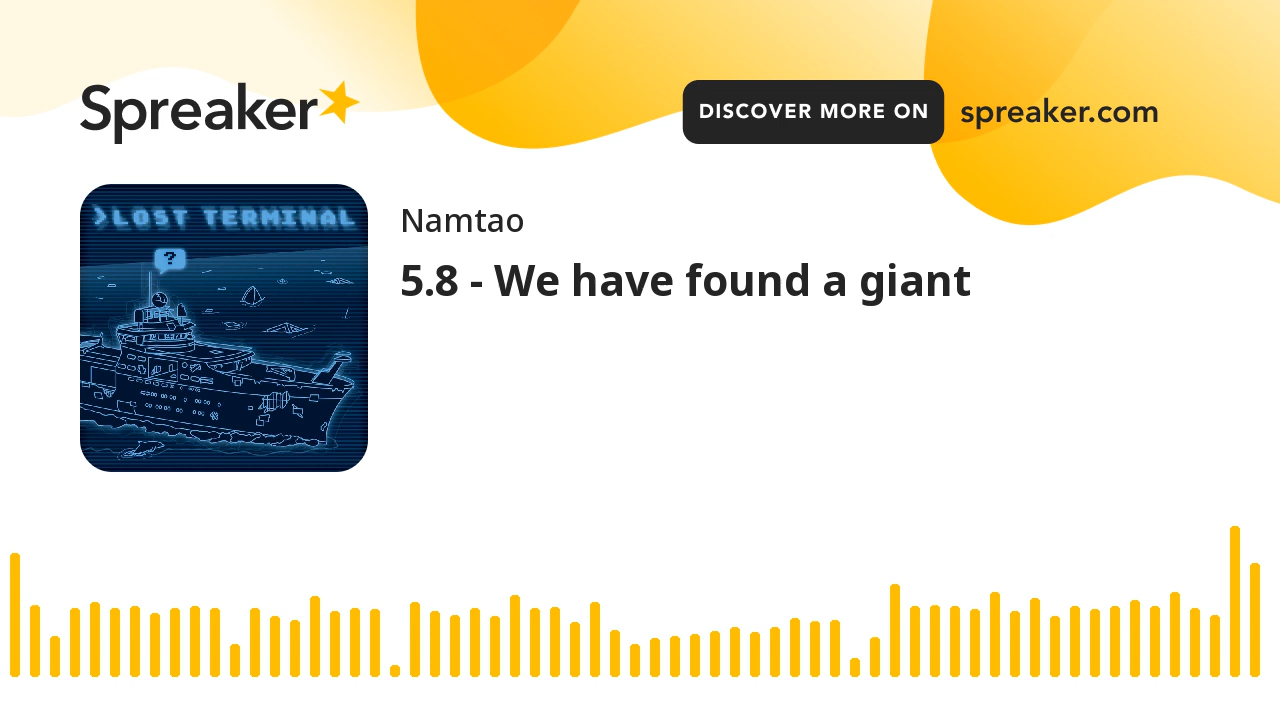 Spreaker
DISCOVER MORE ON spreaker.com
>LOST TERMINAL
?
Namtao
5.8 - We have found a giant